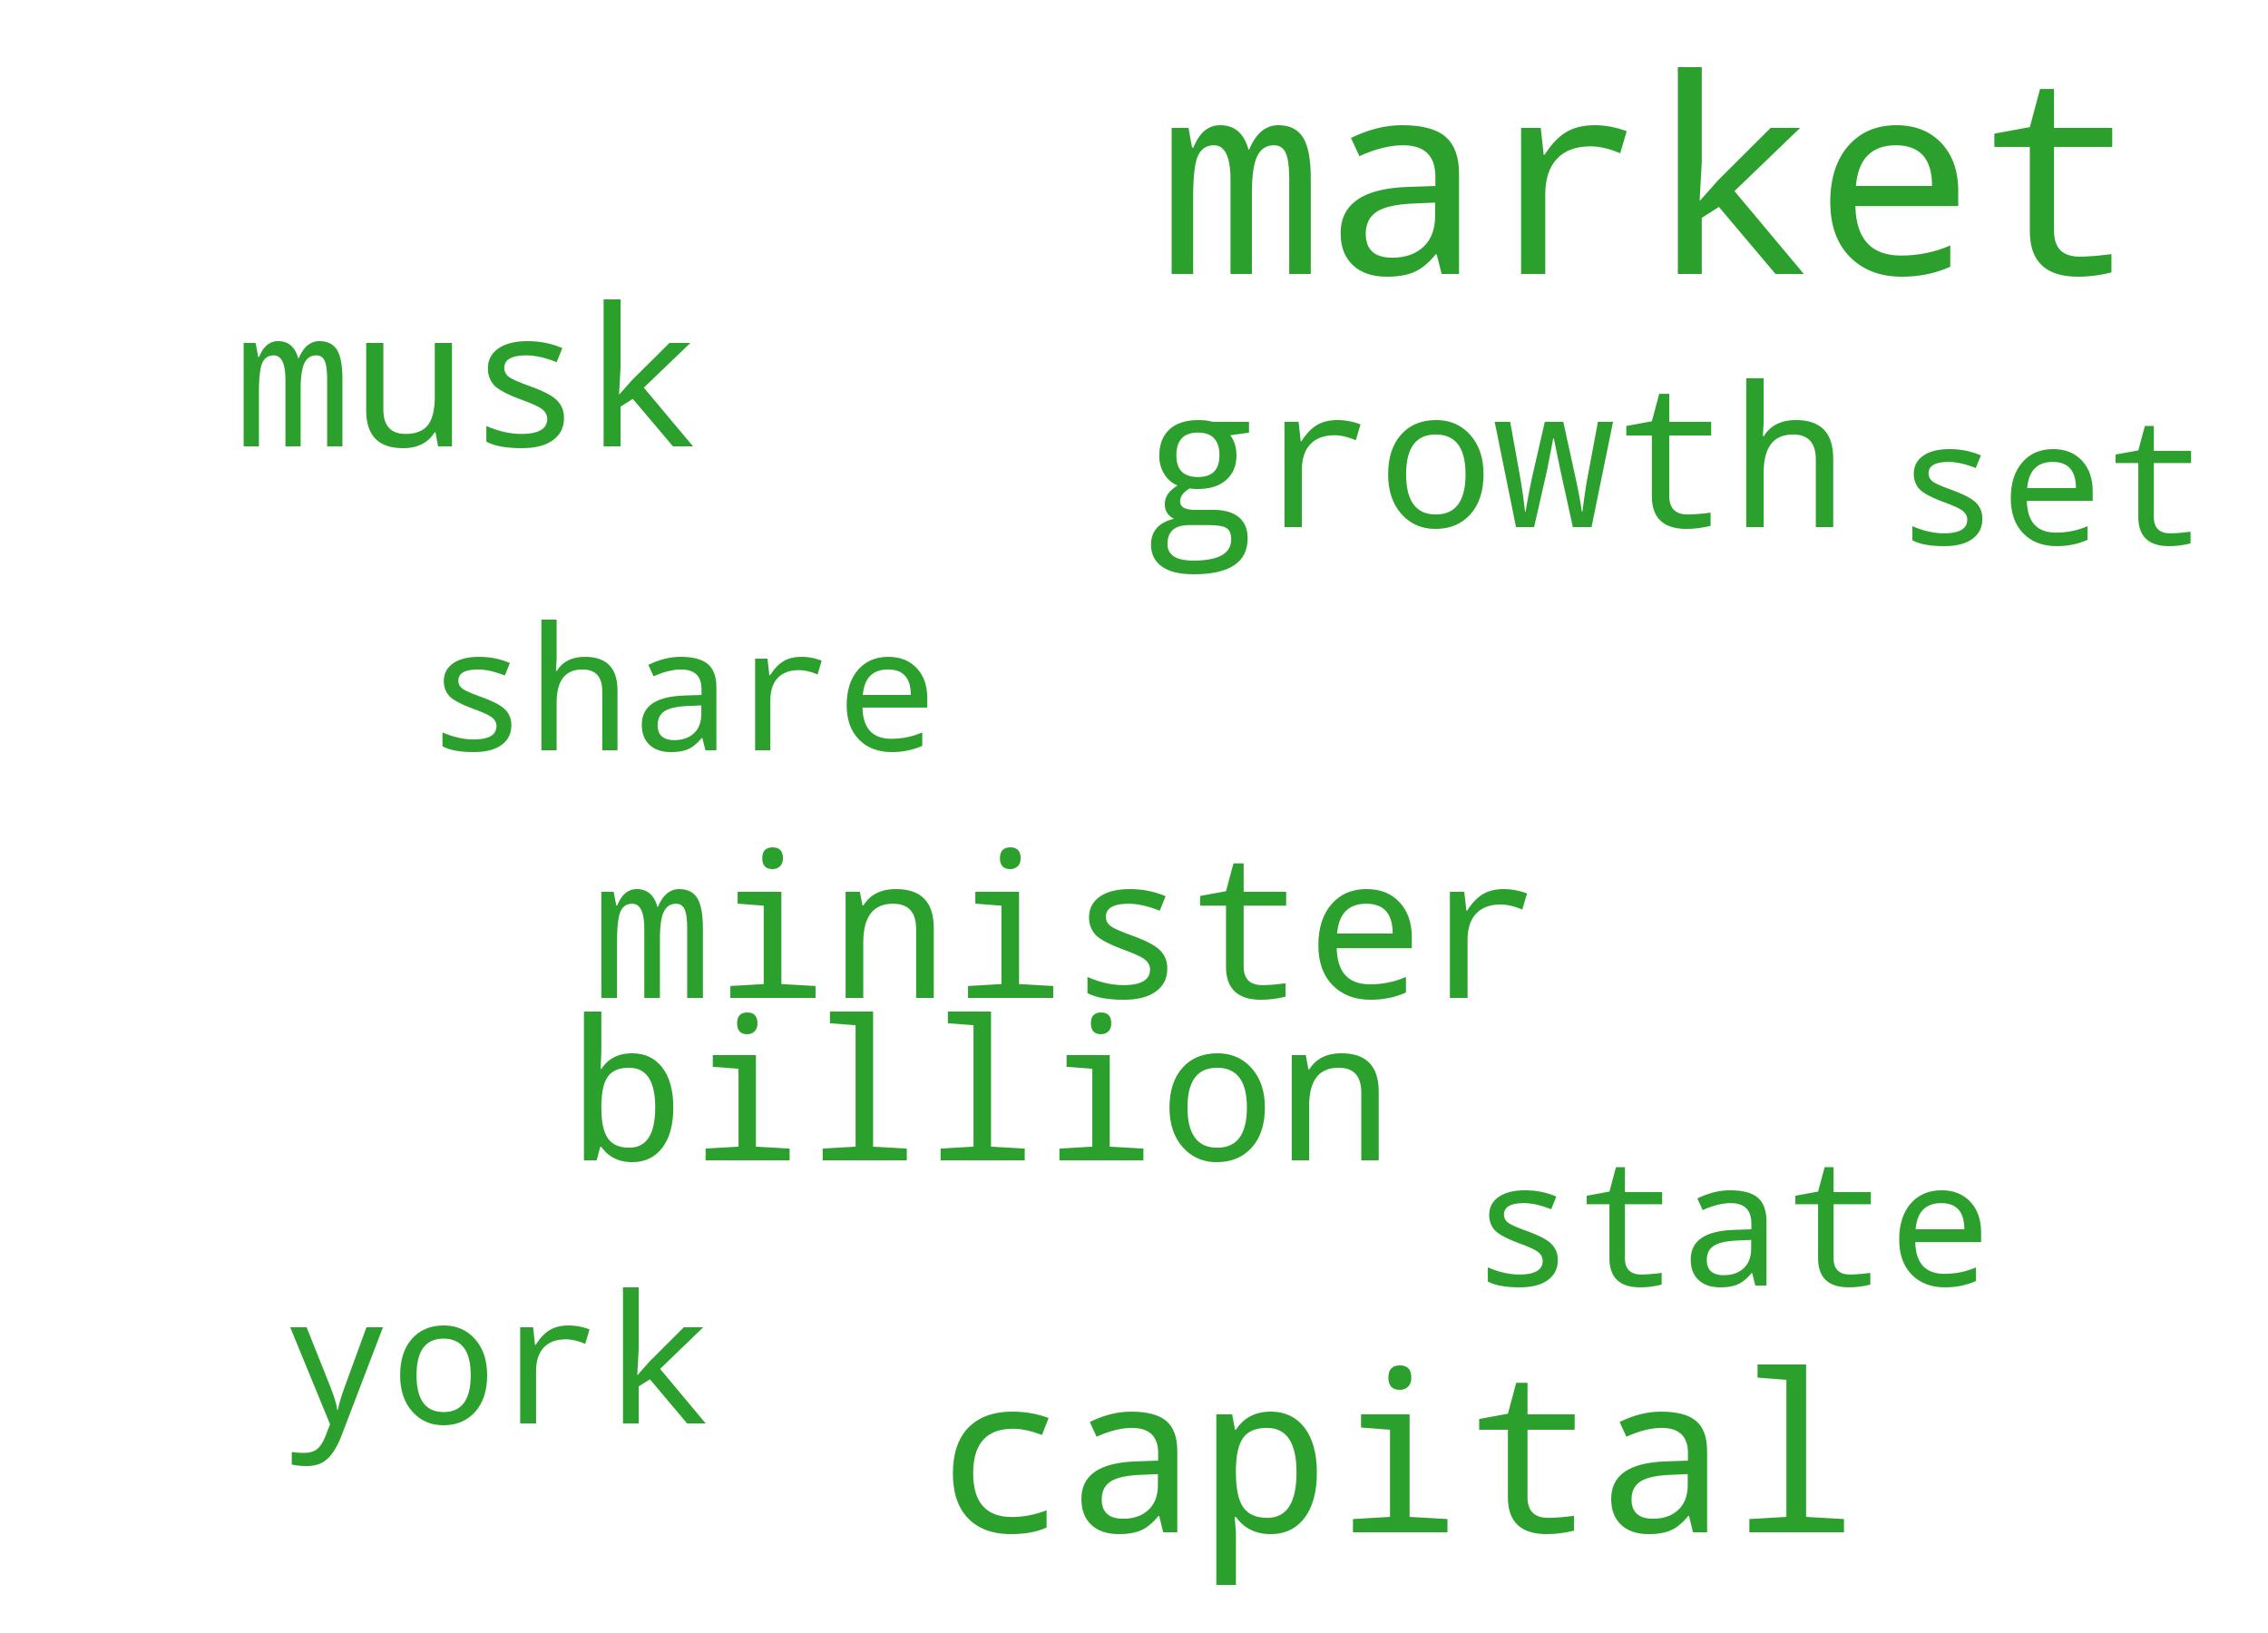 market
musk
growth set
share
minister
billion
state
york
capital